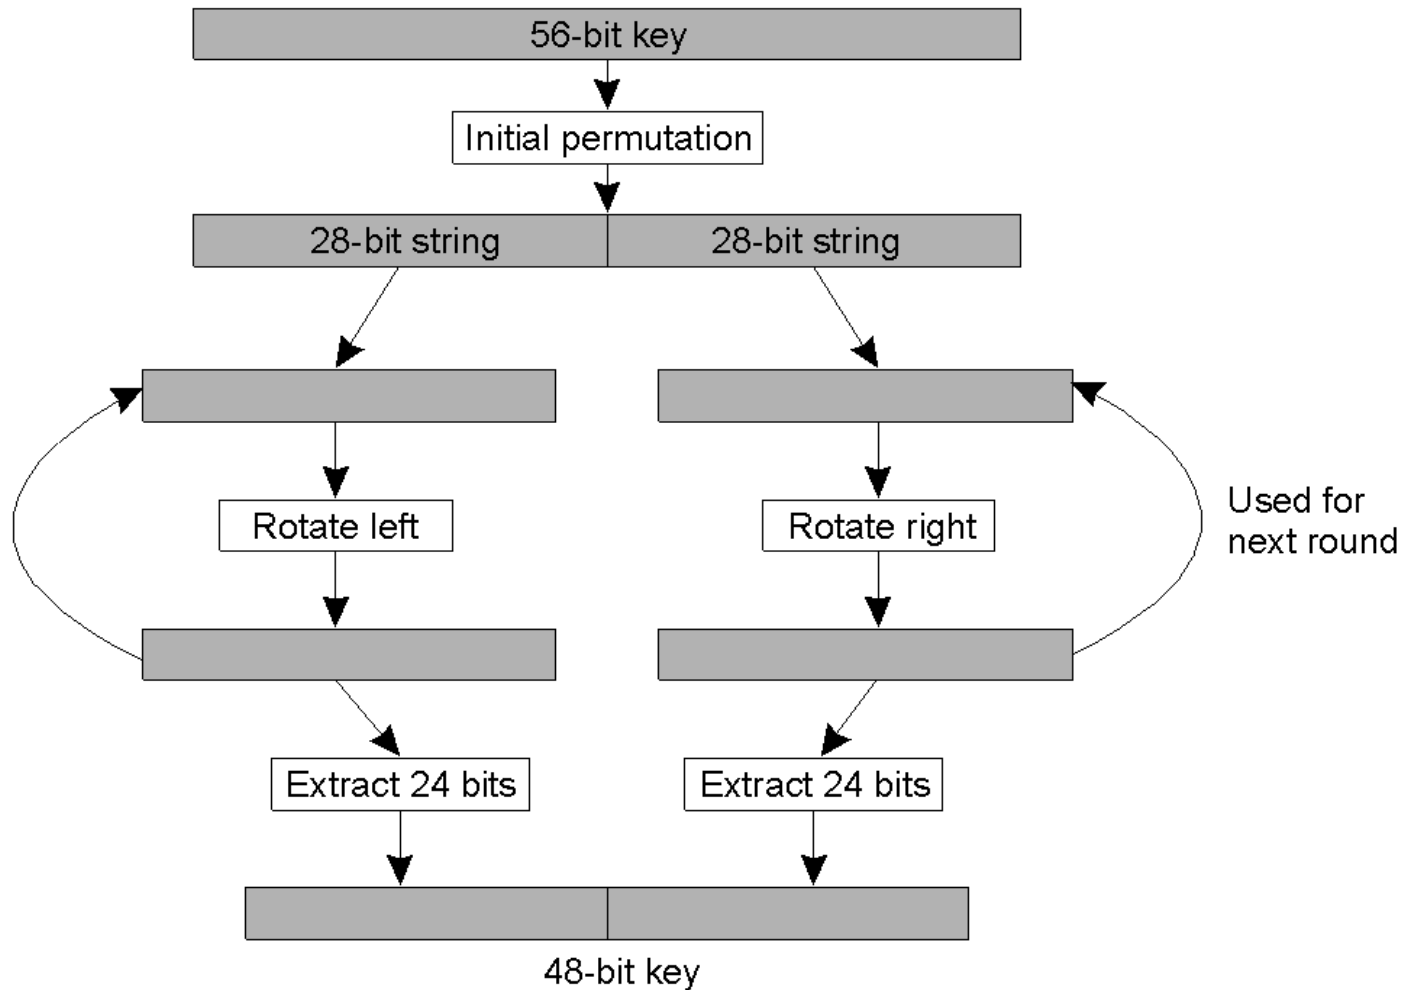 56-bit key
Initial permutation
28-bit string
28-bit string
Rotate left
Rotate right
Used for
next round
Extract 24 bits
Extract 24 bits
48-bit key